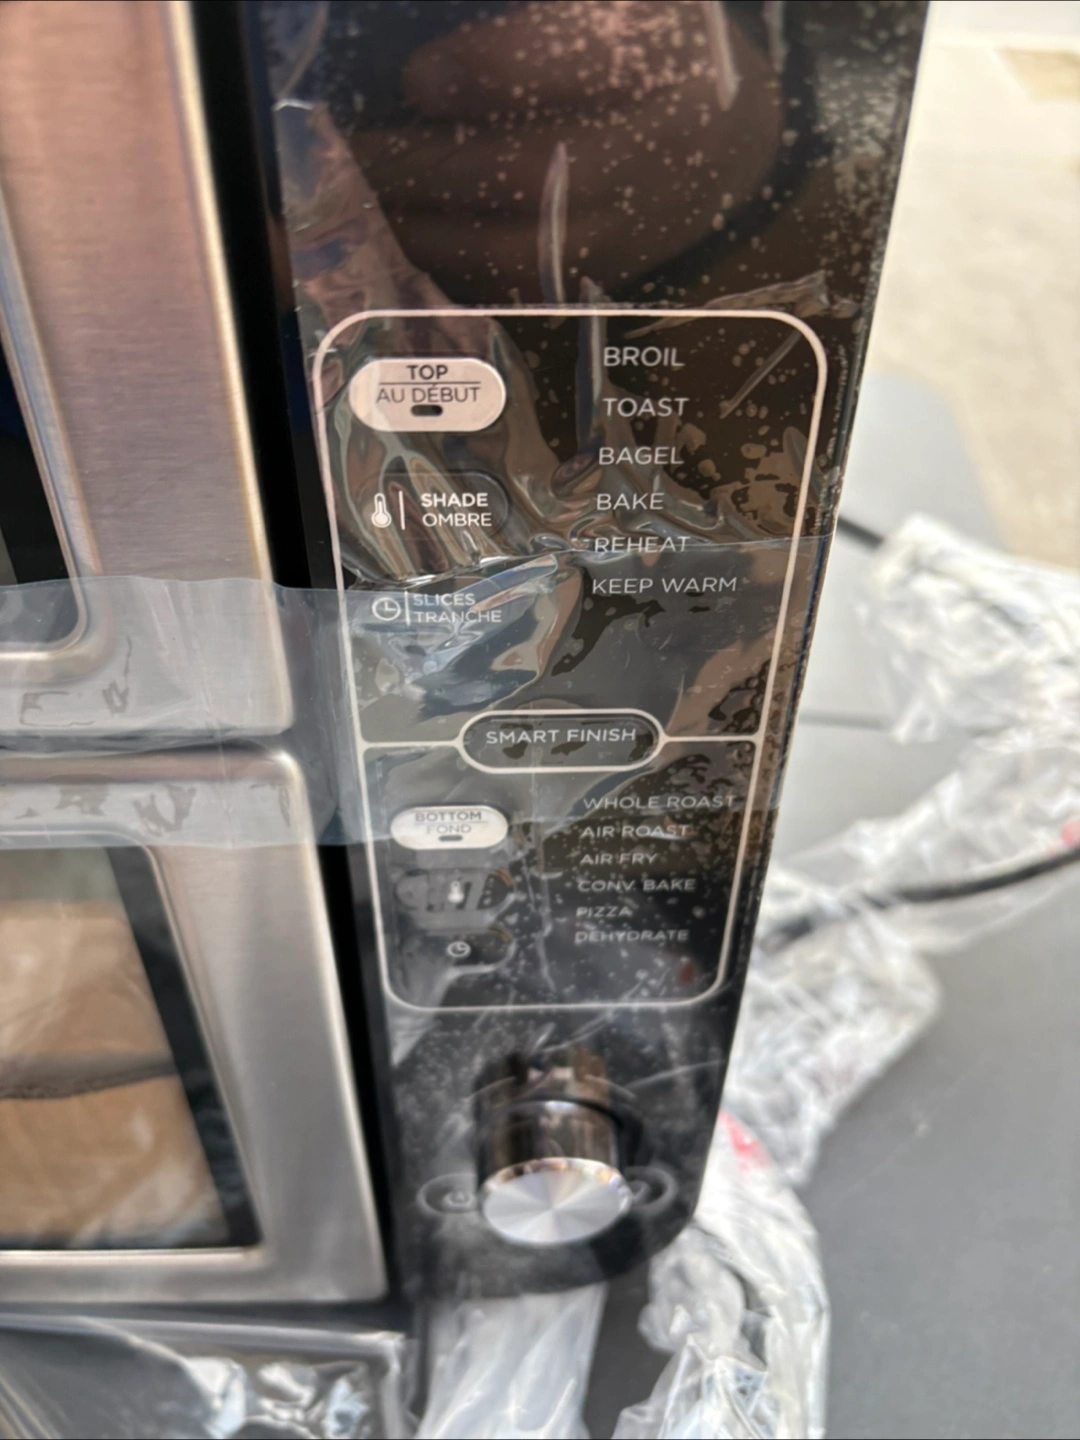 TOP
AU DÉBUT
SHADE
OMBRE
SLICES
TRANCHE
BROIL
TOAST
BAGEL
BAKE
REHEAT
KEEP WARM
SMART FINISH
BOTTOM
FOND
WHOLE ROAST
AIR ROAST
AIR FRY
CONV. BAKE
PIZZA
DEHYDRATE